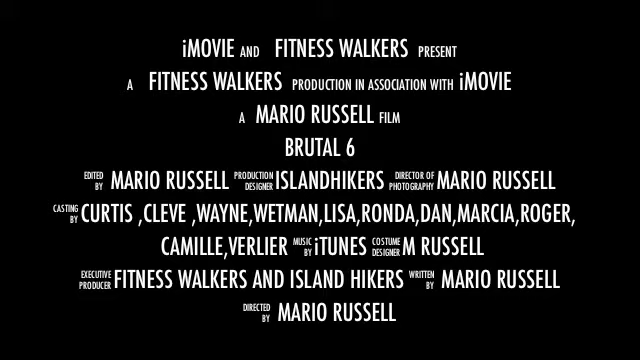 iMOVIE AND FITNESS WALKERS PRESENT
A FITNESS WALKERS PRODUCTION IN ASSOCIATION WITH iMOVIE
A MARIO RUSSELL FILM
BRUTAL 6
EDITED BY MARIO RUSSELL PRODUCTION DESIGNER ISLANDHIKERS DIRECTOR OF PHOTOGRAPHY MARIO RUSSELL
CASTING BY CURTIS ,CLEVE ,WAYNE,WETMAN,LISA,RONDA,DAN,MARCIA,ROGER,
CAMILLE,VERLIER MUSIC BY iTUNES COSTUME DESIGNER M RUSSELL
EXECUTIVE PRODUCER FITNESS WALKERS AND ISLAND HIKERS WRITTEN BY MARIO RUSSELL
DIRECTED BY MARIO RUSSELL